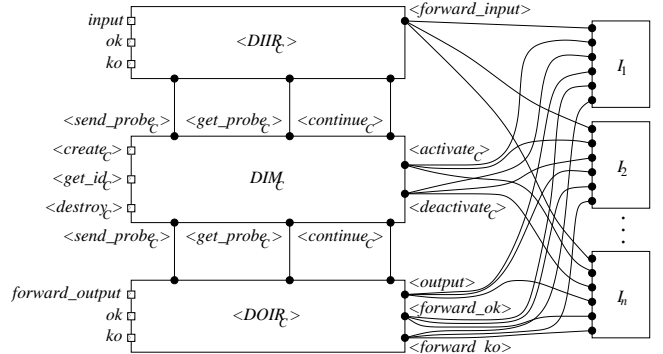 <forward_input>
input
ok
ko
<DIIR_C>
I_1
<send_probe_C> <get_probe_C> <continue_C>
<create_C>
<get_id_C>
<destroy_C>
DIM_C
<activate_C>
<deactivate_C>
I_2
<send_probe_C> <get_probe_C> <continue_C>
forward_output
ok
ko
<DOIR_C>
<output>
<forward_ok>
<forward_ko>
I_n